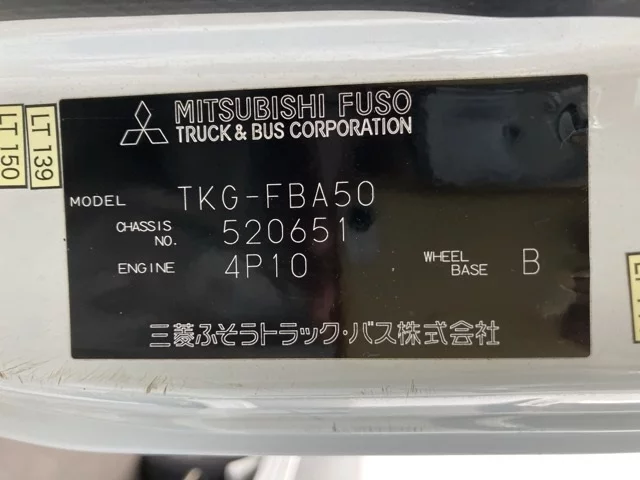 MITSUBISHI FUSO
TRUCK & BUS CORPORATION
LT 150
LT 139
MODEL TKG-FBA50
CHASSIS NO. 520651
ENGINE 4P10
WHEEL BASE B
三菱ふそうトラック・バス株式会社